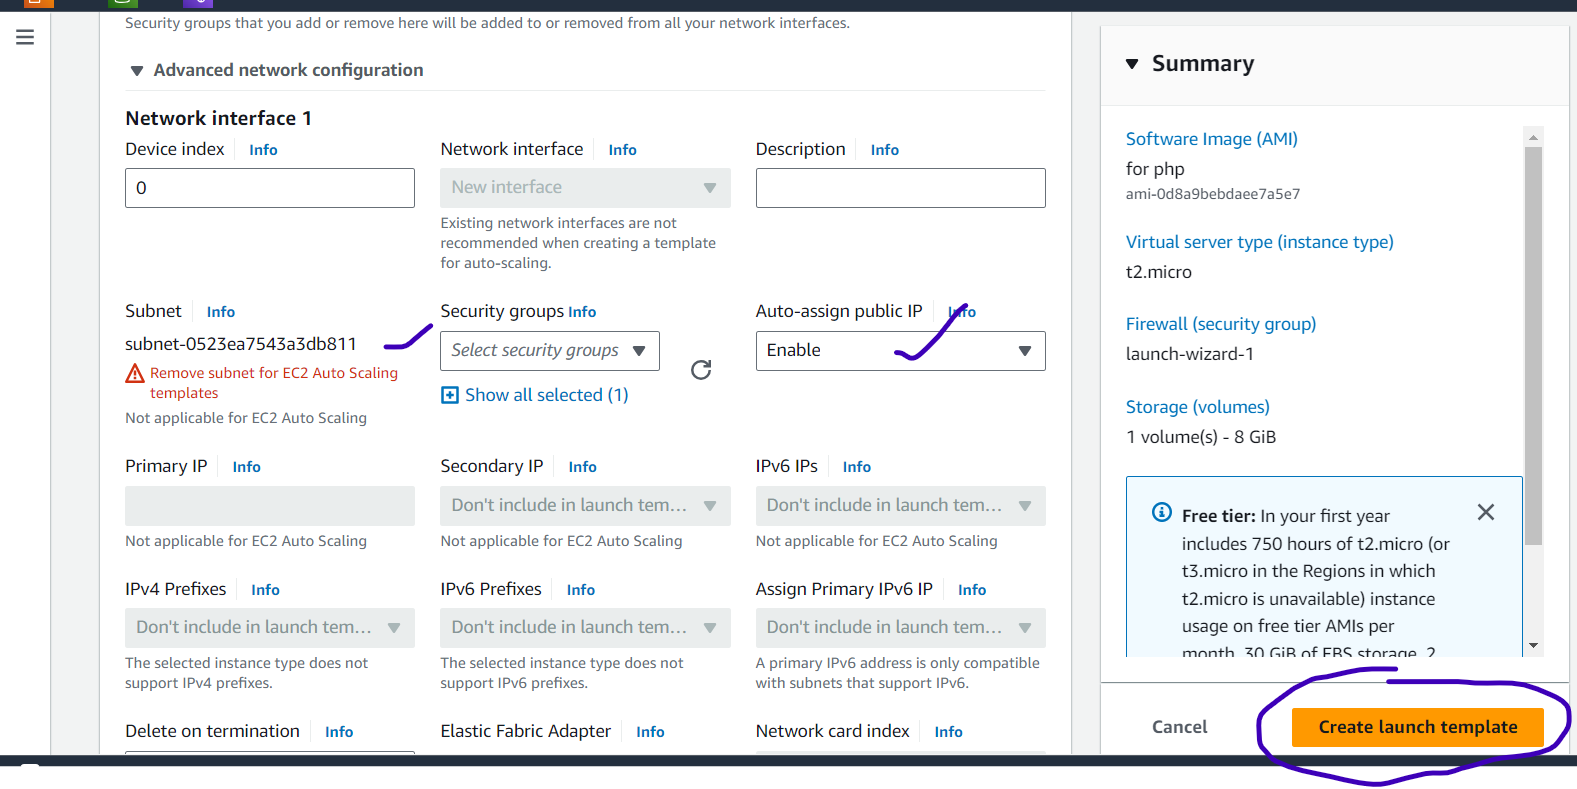 Security groups that you add or remove here will be added to or removed from all your network interfaces.
Advanced network configuration
Network interface 1
Device index Info
0
Network interface Info
New interface
Existing network interfaces are not
recommended when creating a template
for auto-scaling.
Description Info
Subnet Info
subnet-0523ea7543a3db811
Remove subnet for EC2 Auto Scaling
templates
Not applicable for EC2 Auto Scaling
Security groups Info
Select security groups
Show all selected (1)
Auto-assign public IP Info
Enable
Primary IP Info
Not applicable for EC2 Auto Scaling
Secondary IP Info
Don't include in launch tem...
Not applicable for EC2 Auto Scaling
IPv6 IPs Info
Don't include in launch tem...
Not applicable for EC2 Auto Scaling
IPv4 Prefixes Info
Don't include in launch tem...
The selected instance type does not
support IPv4 prefixes.
IPv6 Prefixes Info
Don't include in launch tem...
The selected instance type does not
support IPv6 prefixes.
Assign Primary IPv6 IP Info
Don't include in launch tem...
A primary IPv6 address is only compatible
with subnets that support IPv6.
Delete on termination Info
Elastic Fabric Adapter Info
Network card index Info
Summary
Software Image (AMI)
for php
ami-0d8a9bebdaee7a5e7
Virtual server type (instance type)
t2.micro
Firewall (security group)
launch-wizard-1
Storage (volumes)
1 volume(s) - 8 GiB
Free tier: In your first year
includes 750 hours of t2.micro (or
t3.micro in the Regions in which
t2.micro is unavailable) instance
usage on free tier AMIs per
month, 30 GiB of EBS storage, 2
Cancel
Create launch template